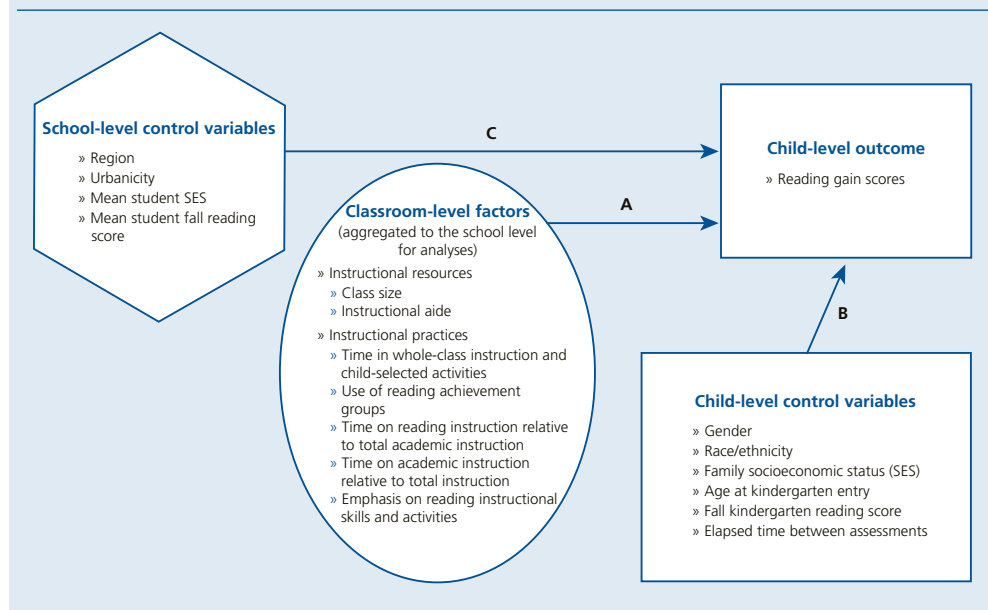 School-level control variables
» Region
» Urbanicity
» Mean student SES
» Mean student fall reading
score
C
Classroom-level factors
(aggregated to the school level
for analyses)
» Instructional resources
» Class size
» Instructional aide
» Instructional practices
» Time in whole-class instruction and
child-selected activities
» Use of reading achievement
groups
» Time on reading instruction relative
to total academic instruction
» Time on academic instruction
relative to total instruction
» Emphasis on reading instructional
skills and activities
A
Child-level outcome
» Reading gain scores
B
Child-level control variables
» Gender
» Race/ethnicity
» Family socioeconomic status (SES)
» Age at kindergarten entry
» Fall kindergarten reading score
» Elapsed time between assessments